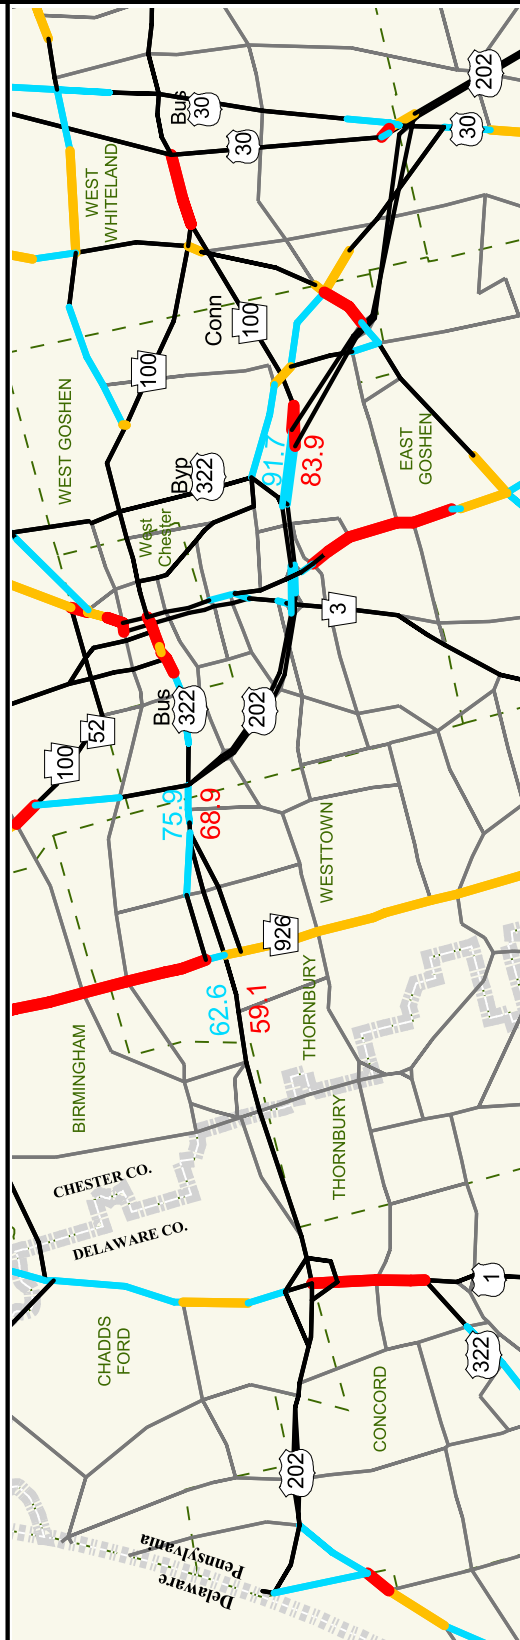 202
Bus
30
30
30
WEST
WHITELAND
Conn
100
100
WEST GOSHEN
91.7
83.9
EAST
GOSHEN
Byp
322
West
Chester
3
Bus
322
202
52
100
75.9
68.9
WESTTOWN
926
62.6
59.1
THORNBURY
BIRMINGHAM
THORNBURY
CHESTER CO.
DELAWARE CO.
1
322
CHADDS
FORD
CONCORD
202
Pennsylvania
Delaware